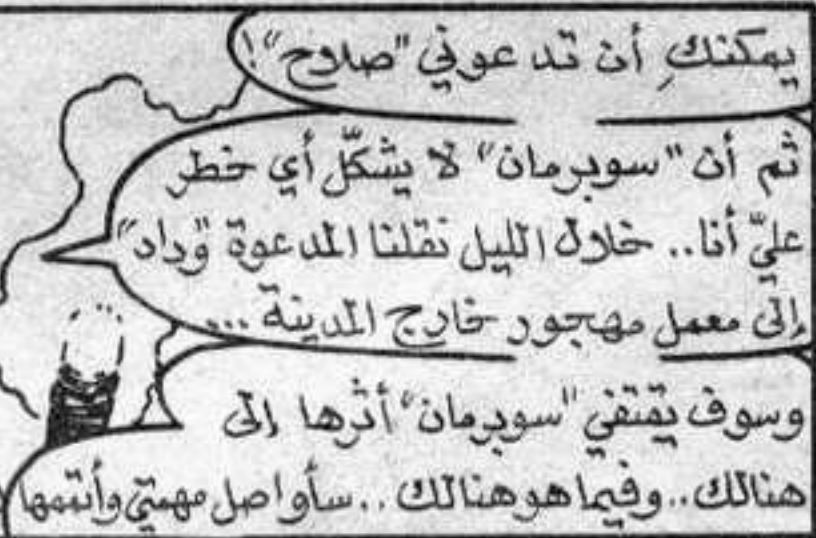 يمكنكِ أن تدعوني "صلاح"!
ثم أن "سوبرمان" لا يشكّل أي خطر
عليّ أنا.. خلال الليل نقلنا المدعوة "وداد"
إلى معمل مهجور خارج المدينة ...
وسوف يقتفي "سوبرمان" أثرها إلى
هنالك.. وفيما هو هنالك.. سأواصل مهمتي وأتممها